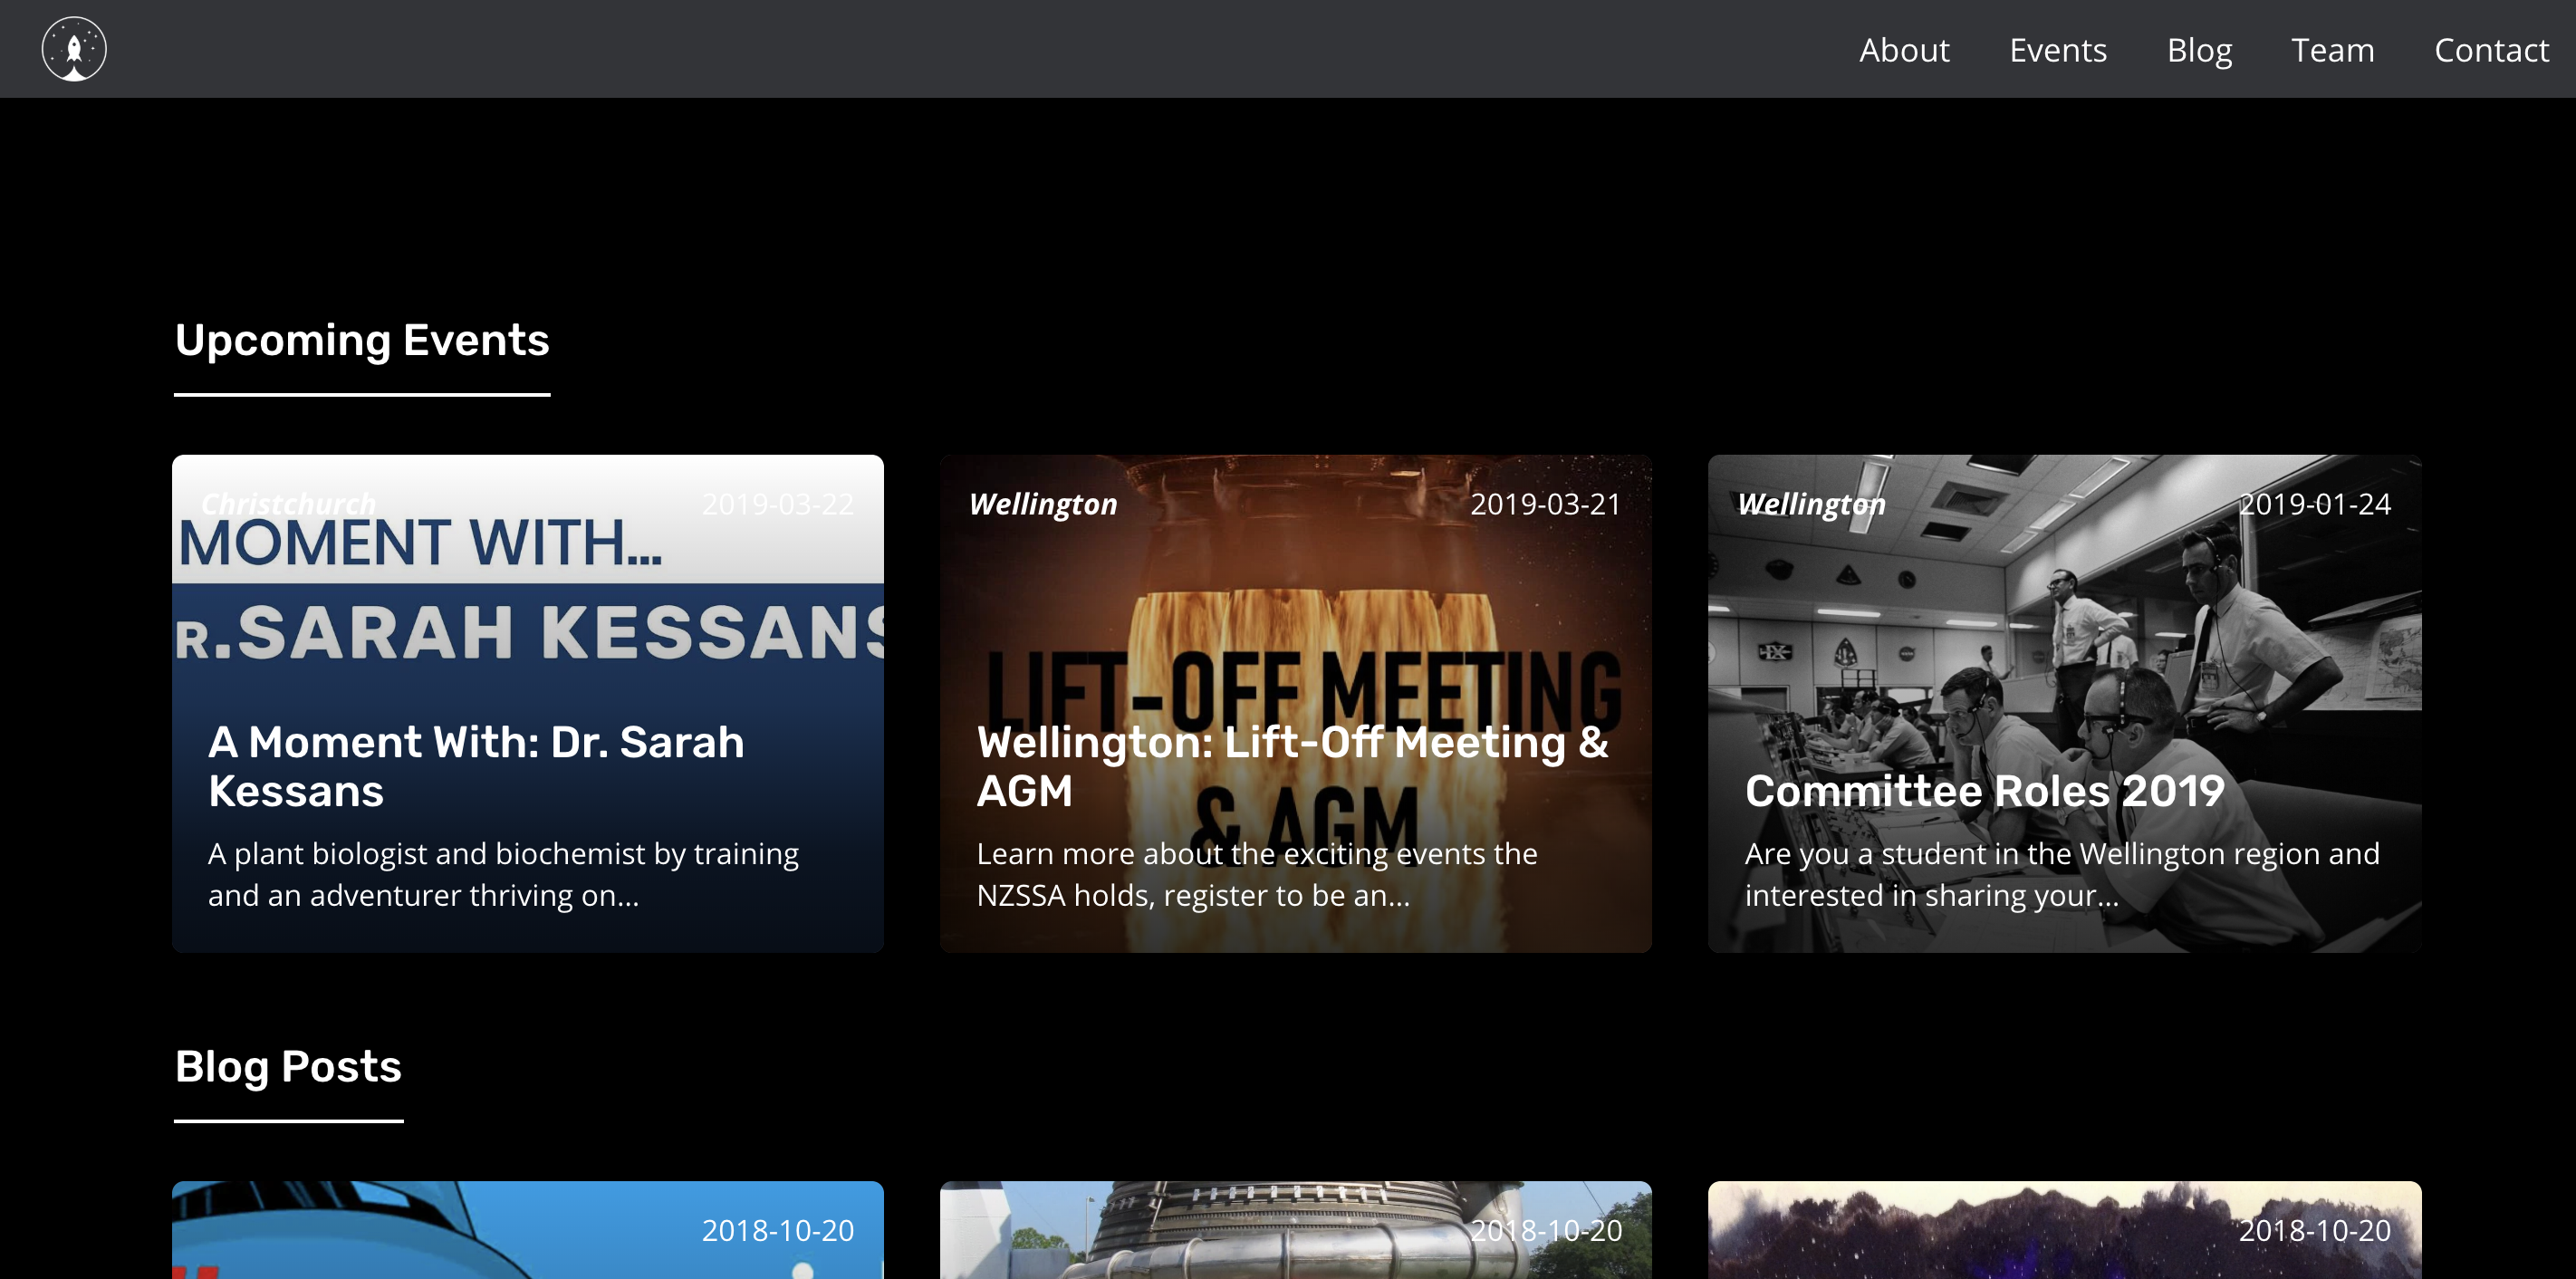 About Events Blog Team Contact
Upcoming Events
Christchurch 2019-03-22
MOMENT WITH...
R.SARAH KESSANS
A Moment With: Dr. Sarah
Kessans
A plant biologist and biochemist by training
and an adventurer thriving on...
Wellington 2019-03-21
LIFT-OFF MEETING
& AGM
Wellington: Lift-Off Meeting &
AGM
Learn more about the exciting events the
NZSSA holds, register to be an...
Wellington 2019-01-24
Committee Roles 2019
Are you a student in the Wellington region and
interested in sharing your...
Blog Posts
2018-10-20
2018-10-20
2018-10-20